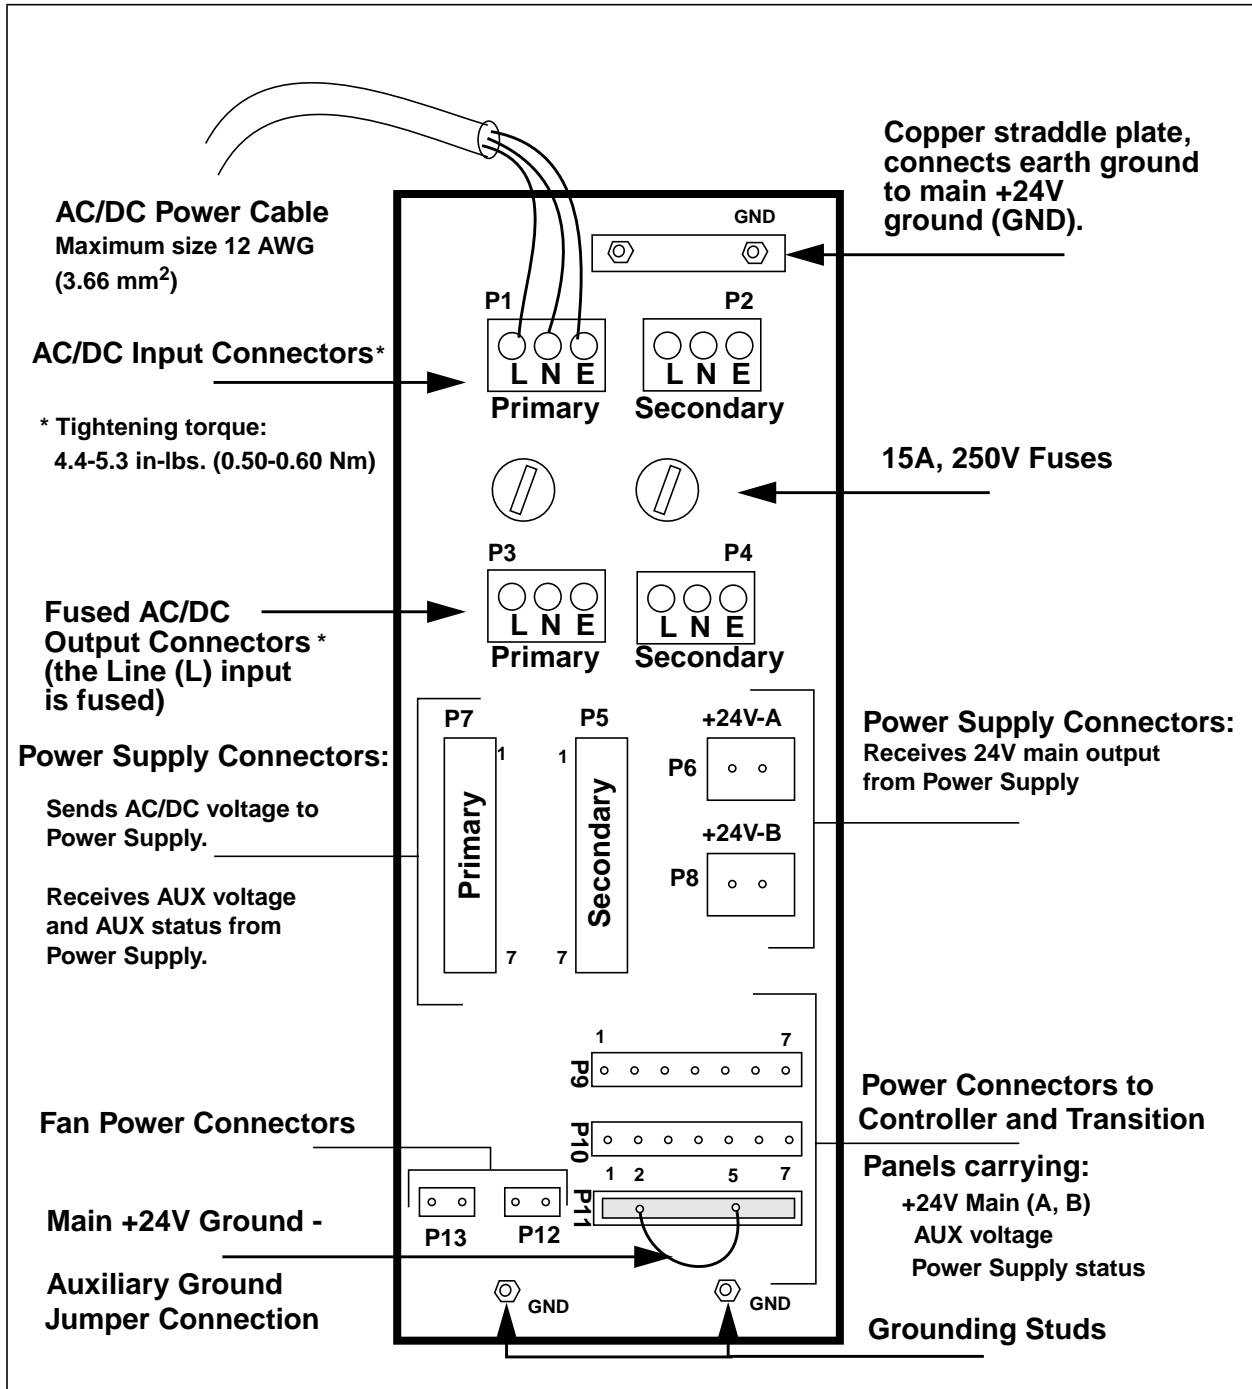 Copper straddle plate,
connects earth ground
to main +24V
ground (GND).
AC/DC Power Cable
Maximum size 12 AWG
(3.66 mm2)
GND
P1
P2
AC/DC Input Connectors*
L N E
L N E
Primary
Secondary
* Tightening torque:
4.4-5.3 in-lbs. (0.50-0.60 Nm)
15A, 250V Fuses
P3
P4
L N E
L N E
Primary
Secondary
Fused AC/DC
Output Connectors *
(the Line (L) input
is fused)
P7
P5
+24V-A
Power Supply Connectors:
Receives 24V main output
from Power Supply
Power Supply Connectors:
1
1
P6
Sends AC/DC voltage to
Power Supply.
Primary
Secondary
+24V-B
P8
Receives AUX voltage
and AUX status from
Power Supply.
7
7
1
7
P9
Power Connectors to
Controller and Transition
Panels carrying:
+24V Main (A, B)
AUX voltage
Power Supply status
Fan Power Connectors
P10
1 2 5 7
P11
P13
P12
Main +24V Ground -
Auxiliary Ground
Jumper Connection
GND
GND
Grounding Studs